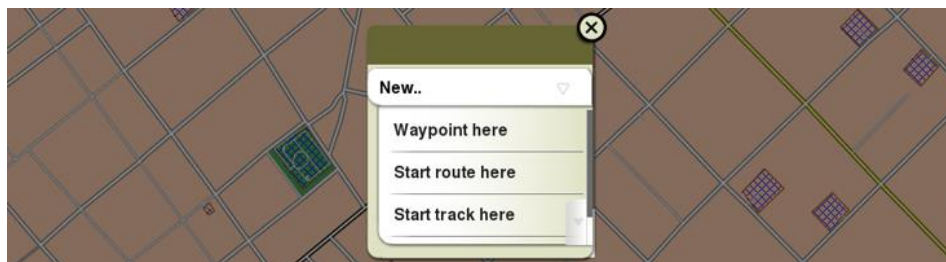 New..
Waypoint here
Start route here
Start track here